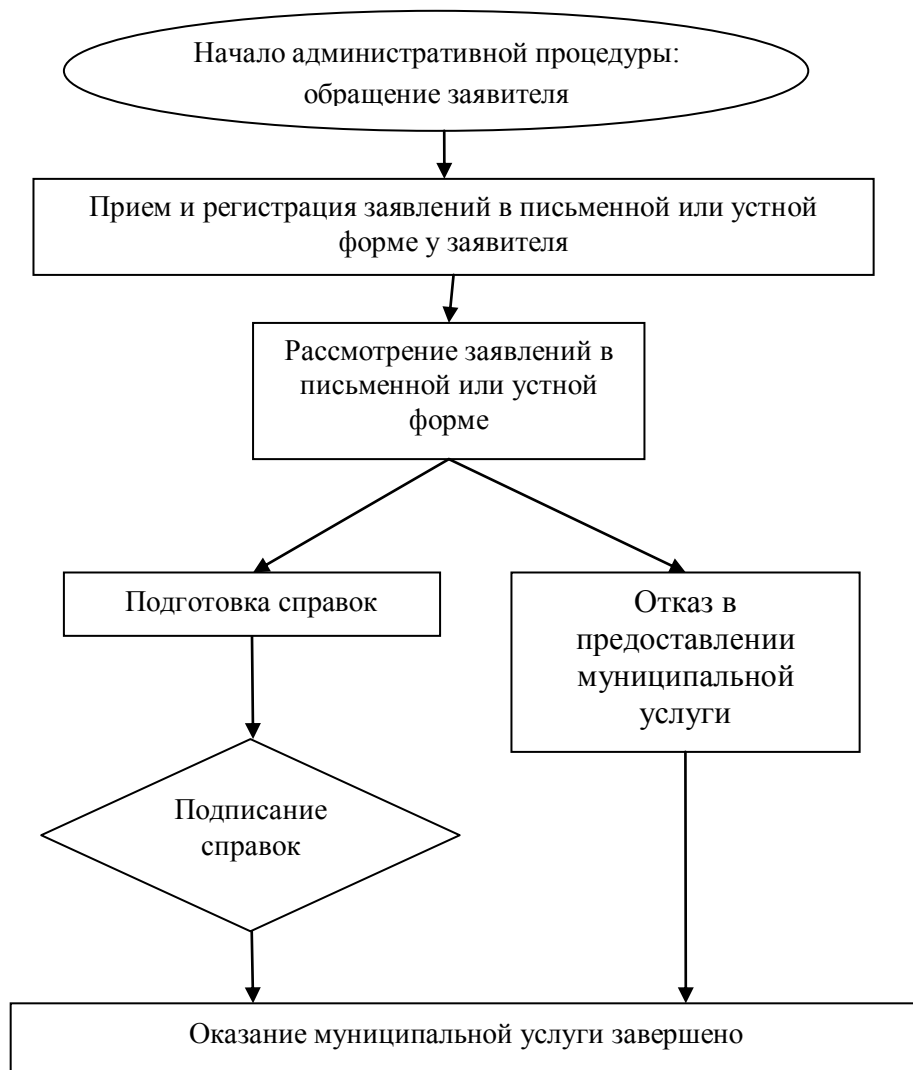 Начало административной процедуры:
обращение заявителя
Прием и регистрация заявлений в письменной или устной
форме у заявителя
Рассмотрение заявлений в
письменной или устной
форме
Подготовка справок
Отказ в
предоставлении
муниципальной
услуги
Подписание
справок
Оказание муниципальной услуги завершено